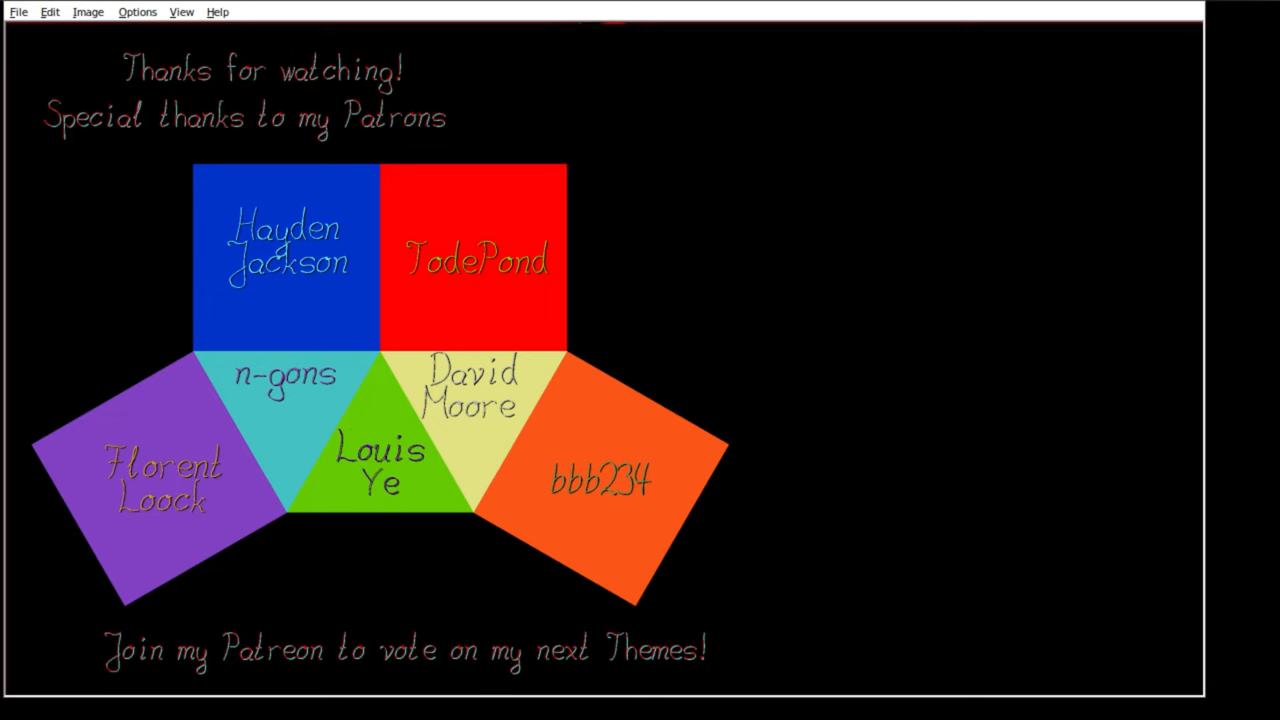 File Edit Image Options View Help
Thanks for watching!
Special thanks to my Patrons
Hayden
Jackson
TodePond
n-gons
David
Moore
Louis
Ye
Florent
Loock
bbb234
Join my Patreon to vote on my next Themes!